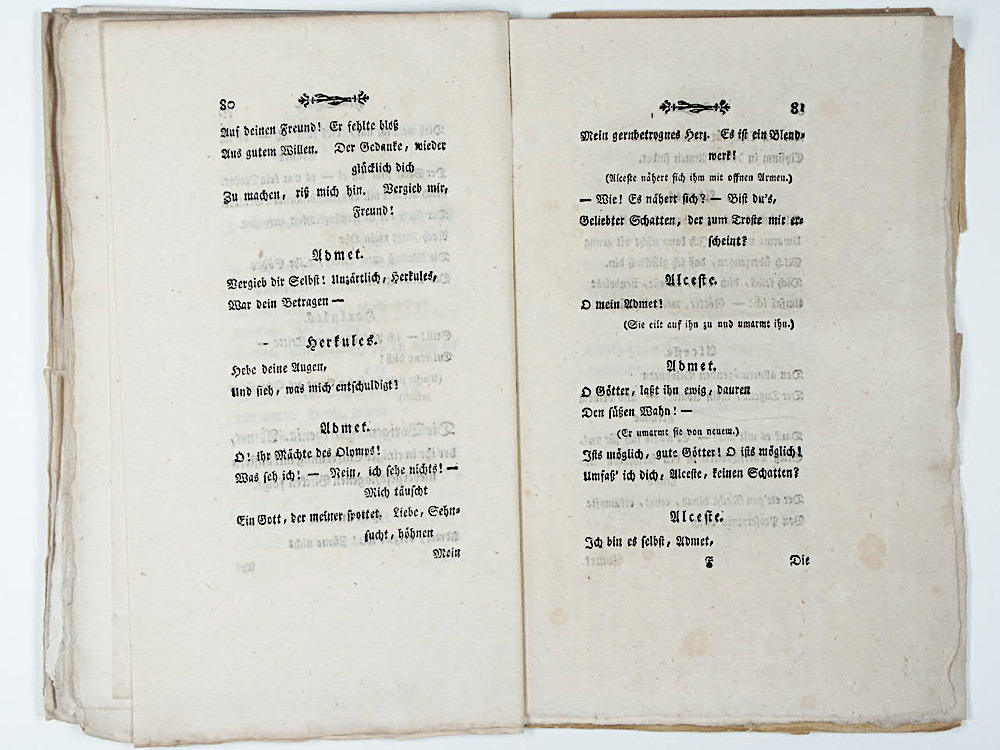 80
Auf deinen Freund! Er fehlte bloß
Aus gutem Willen. Der Gedanke, wieder
glücklich dich
Zu machen, riß mich hin. Vergieb mir,
Freund!
Admet.
Vergieb dir Selbst! Unzärtlich, Herkules,
War dein Betragen —
Herkules.
Hebe deine Augen,
Und sieh, was mich entschuldigt!
Admet.
O! ihr Mächte des Olymps!
Was seh ich! — Nein, ich sehe nichts! —
Mich täuscht
Ein Gott, der meiner spottet. Liebe, Sehn-
sucht, höhnen
Mein
81
Mein gernbetrognes Herz. Es ist ein Blend-
werk!
(Alceste nähert sich ihm mit offnen Armen.)
— Wie! Es nähert sich? — Bist du's,
Geliebter Schatten, der zum Troste mir er-
scheint?
Alceste.
O mein Admet!
(Sie eilt auf ihn zu und umarmt ihn.)
Admet.
O Götter, laßt ihn ewig, dauren
Den süßen Wahn! —
(Er umarmt sie von neuem.)
Ists möglich, gute Götter! O ists möglich!
Umfaß' ich dich, Alceste, keinen Schatten?
Alceste.
Ich bin es selbst, Admet,
F Die